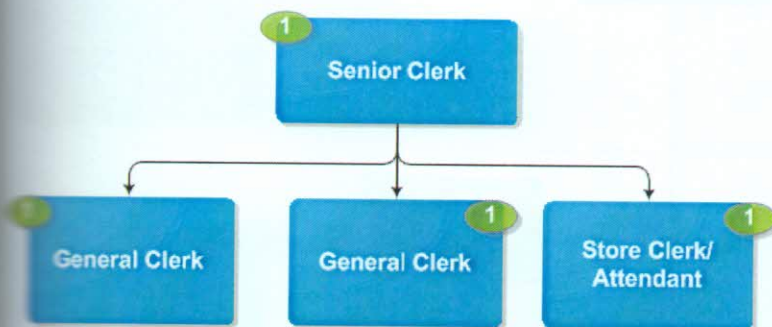 1
Senior Clerk
General Clerk
1
General Clerk
1
Store Clerk/
Attendant